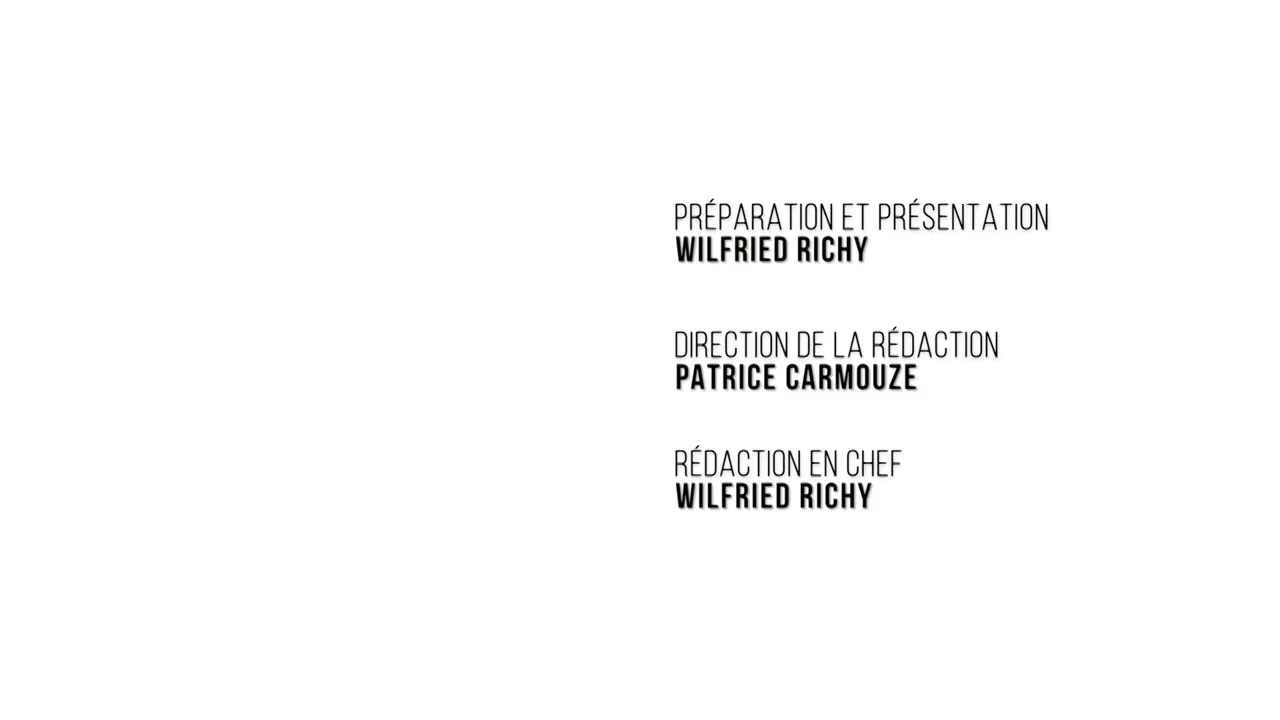 PRÉPARATION ET PRÉSENTATION
WILFRIED RICHY
DIRECTION DE LA RÉDACTION
PATRICE CARMOUZE
RÉDACTION EN CHEF
WILFRIED RICHY